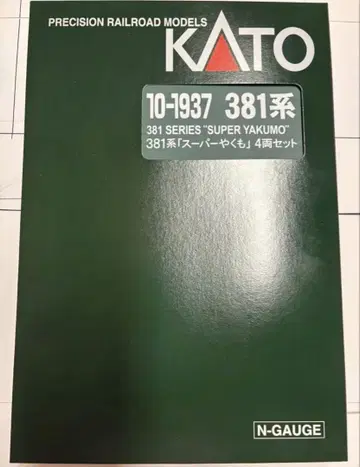 PRECISION RAILROAD MODELS
KATO
10-1937 381系
381 SERIES "SUPER YAKUMO"
381系「スーパーやくも」4両セット
N-GAUGE